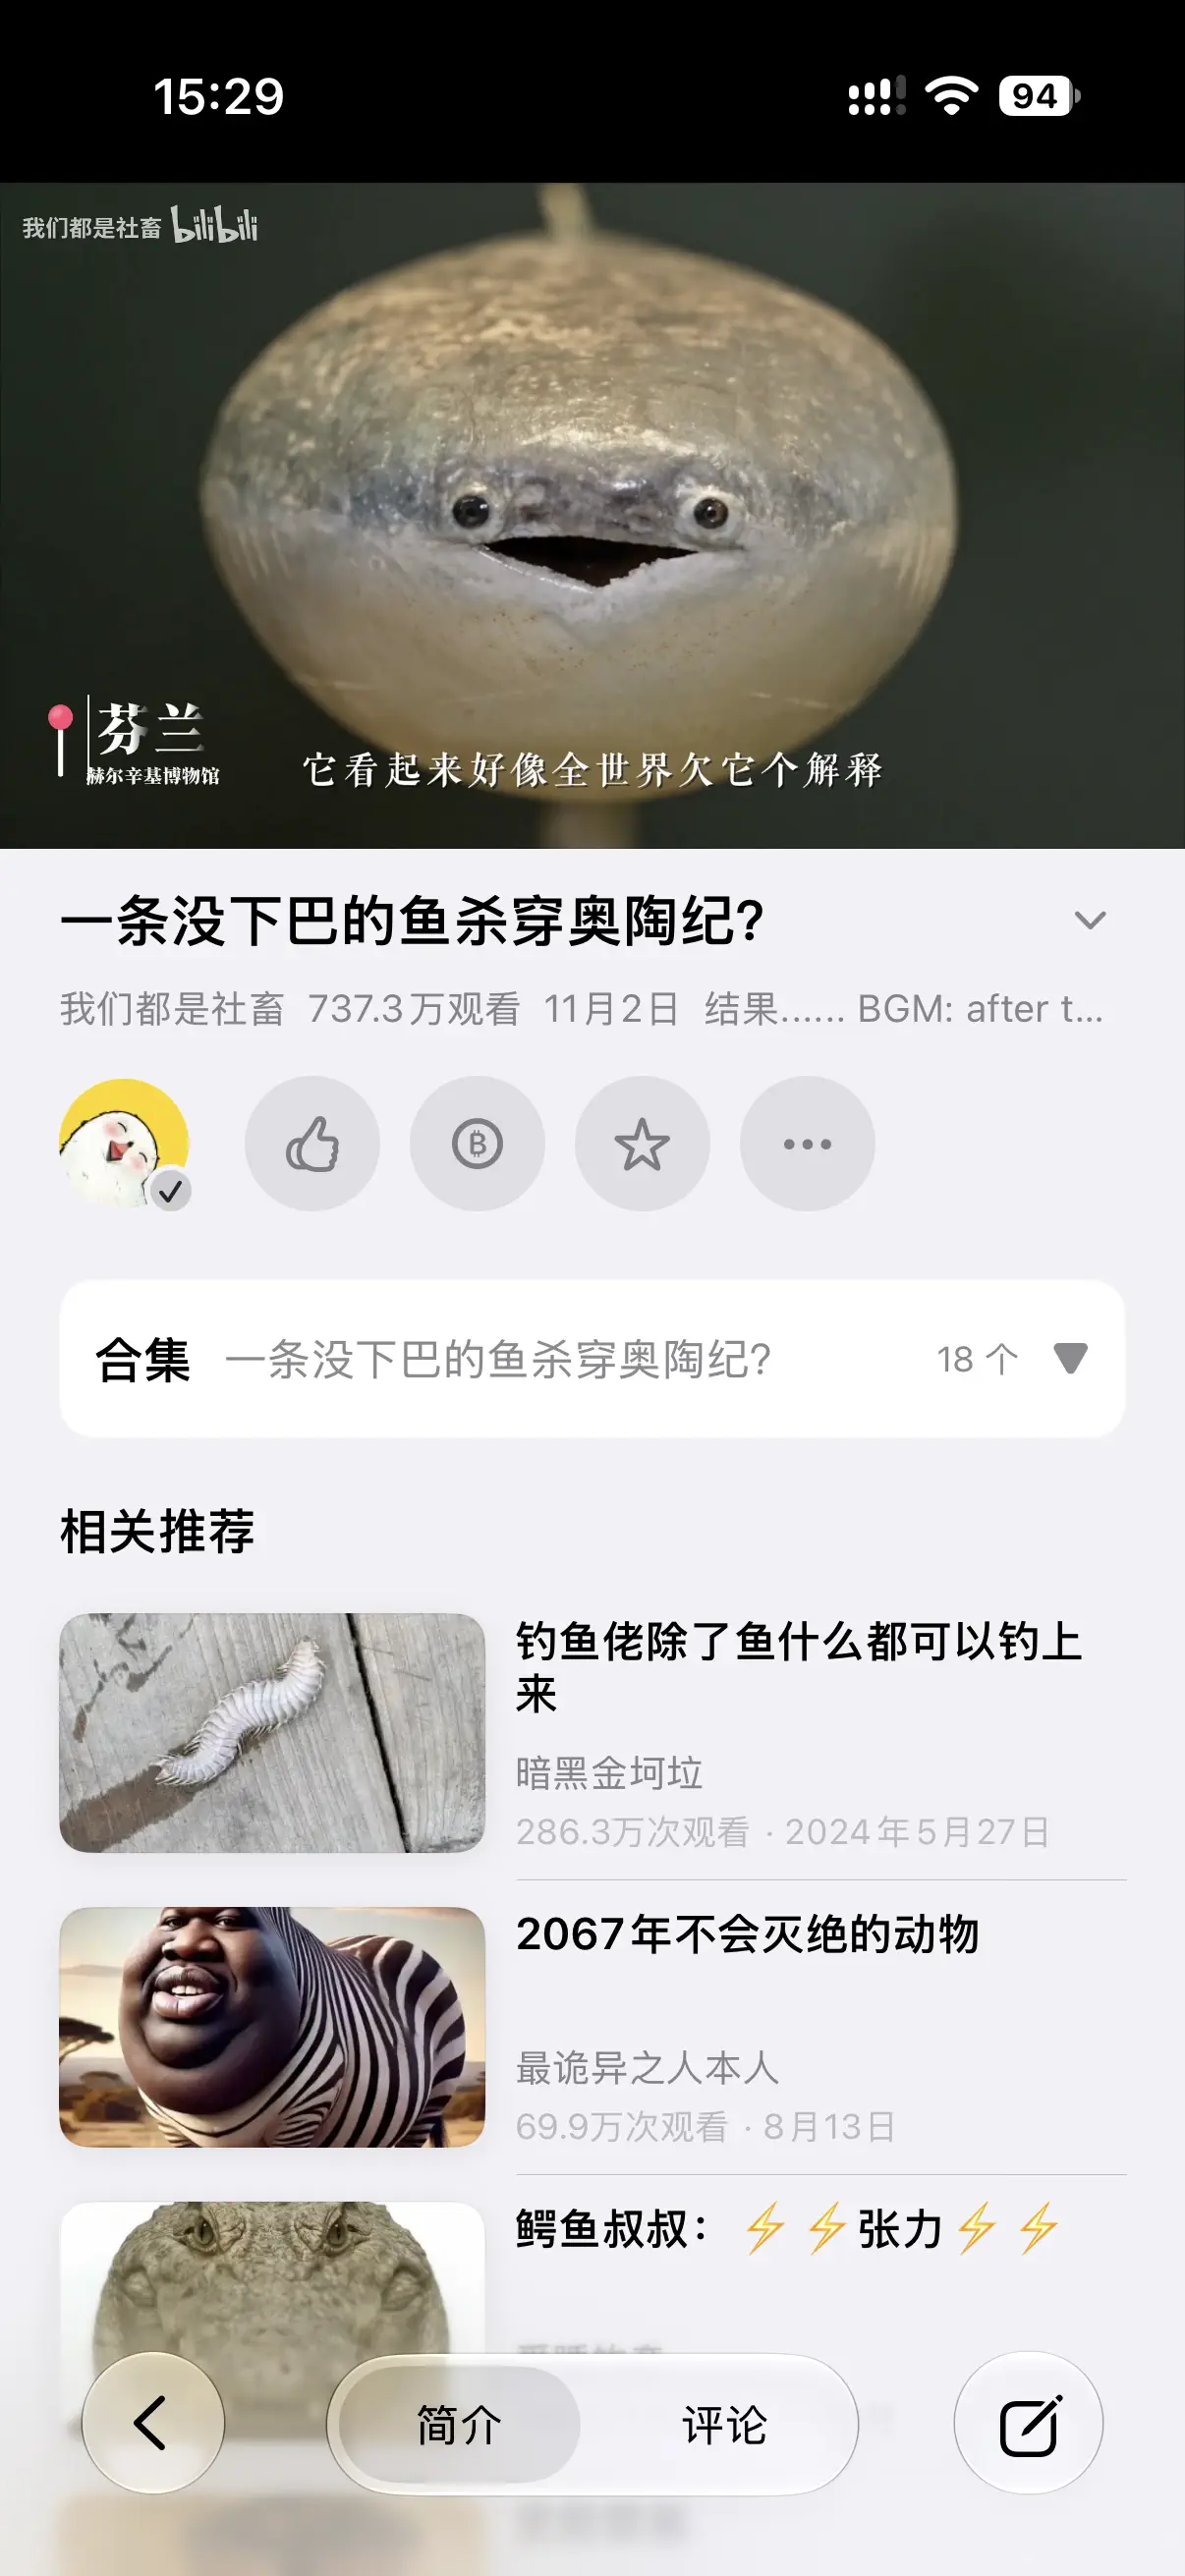 15:29
94
我们都是社畜 bilibili
芬兰
赫尔辛基博物馆
它看起来好像全世界欠它个解释
一条没下巴的鱼杀穿奥陶纪?
我们都是社畜 737.3万观看 11月2日 结果…… BGM: after t...
合集 一条没下巴的鱼杀穿奥陶纪? 18 个
相关推荐
钓鱼佬除了鱼什么都可以钓上
来
暗黑金坷垃
286.3万次观看 · 2024年5月27日
2067年不会灭绝的动物
最诡异之人本人
69.9万次观看 · 8月13日
鳄鱼叔叔：⚡⚡张力⚡⚡
简介 评论